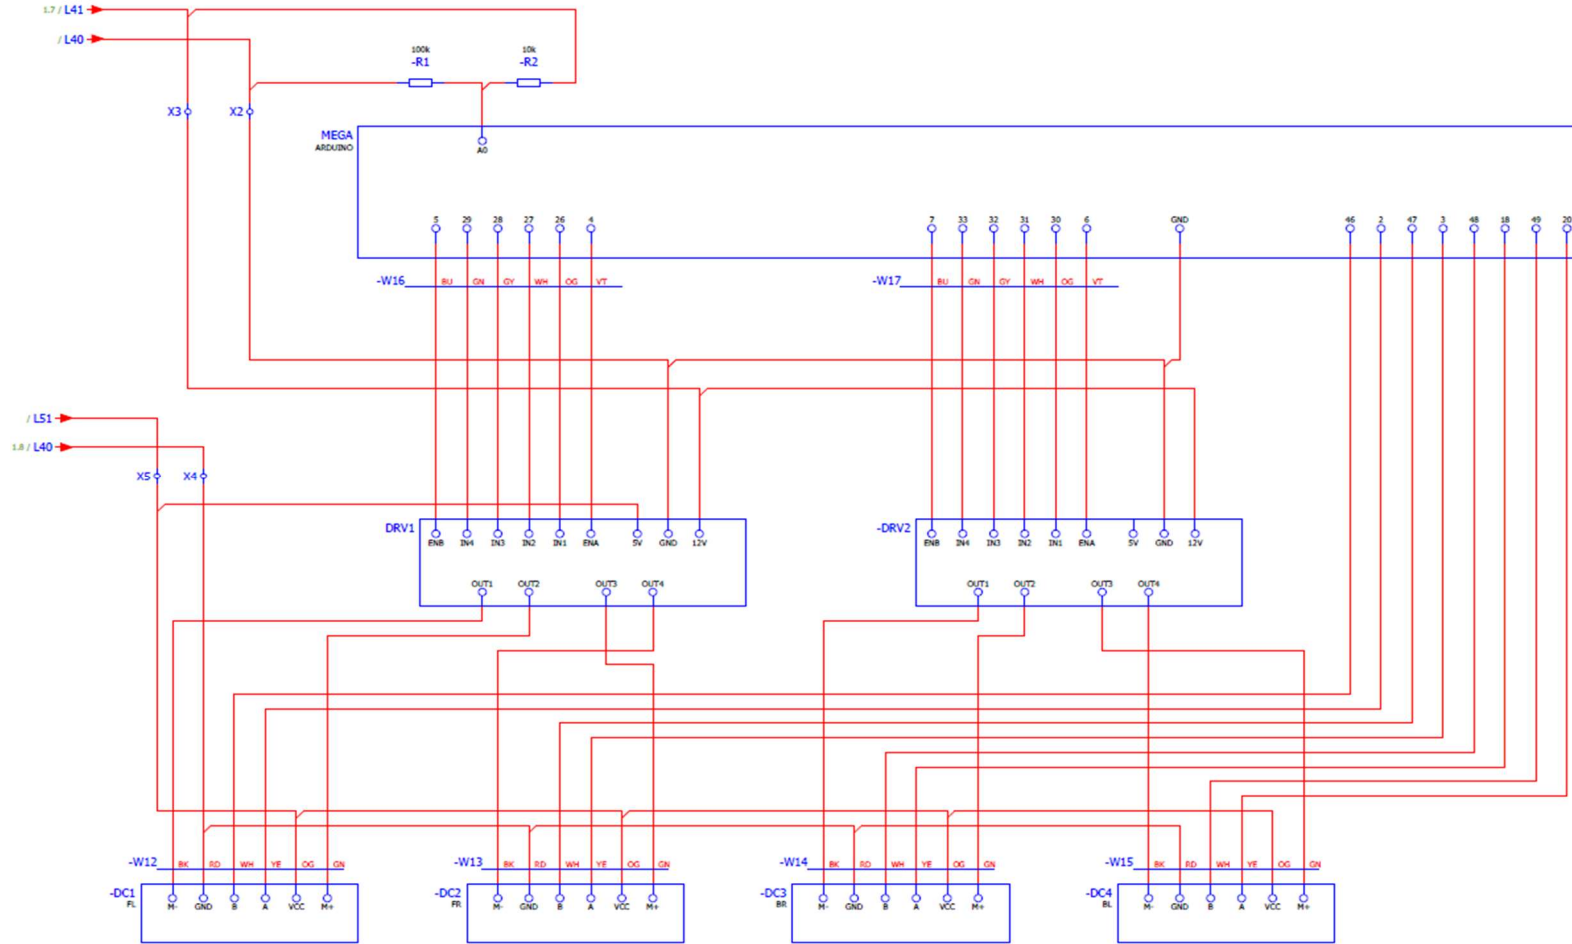 1.7 / L41
/ L40
100k
-R1
10k
-R2
X3
X2
MEGA
ARDUINO
A0
5 29 28 27 26 4 7 33 32 31 30 6 GND 46 2 47 3 48 18 49 20
-W16 BU GN GY WH OG VT -W17 BU GN GY WH OG VT
/ L51
1.8 / L40
X5 X4
DRV1 -DRV2
ENB IN4 IN3 IN2 IN1 ENA 5V GND 12V ENB IN4 IN3 IN2 IN1 ENA 5V GND 12V
OUT1 OUT2 OUT3 OUT4 OUT1 OUT2 OUT3 OUT4
-W12 BK RD WH YE OG GN -W13 BK RD WH YE OG GN -W14 BK RD WH YE OG GN -W15 BK RD WH YE OG GN
-DC1 -DC2 -DC3 -DC4
FL FR BR BL
M- GND B A VCC M+ M- GND B A VCC M+ M- GND B A VCC M+ M- GND B A VCC M+